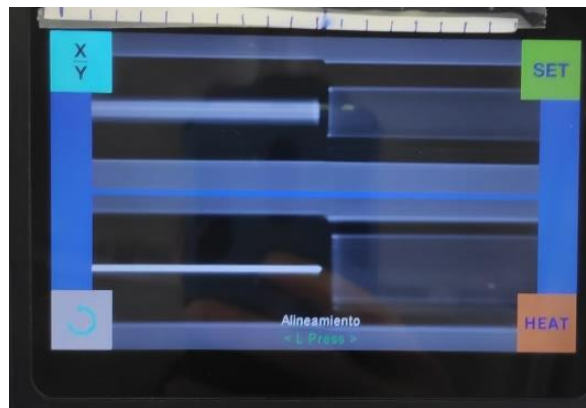 X
Y
SET
Alineamiento
< L Press >
HEAT